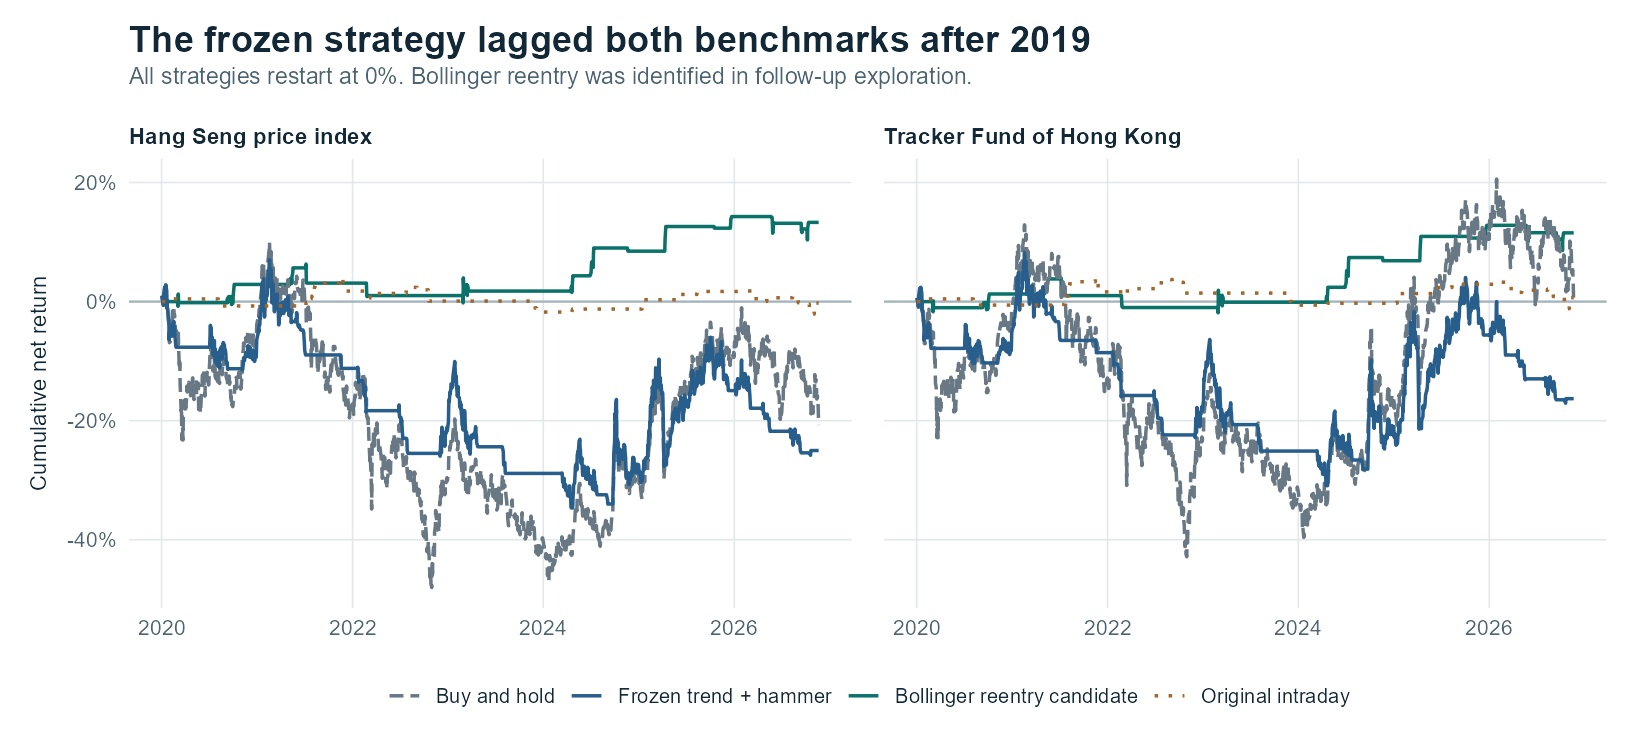 The frozen strategy lagged both benchmarks after 2019
All strategies restart at 0%. Bollinger reentry was identified in follow-up exploration.
Hang Seng price index
Tracker Fund of Hong Kong
Cumulative net return
20%
0%
-20%
-40%
2020 2022 2024 2026
2020 2022 2024 2026
Buy and hold Frozen trend + hammer Bollinger reentry candidate Original intraday